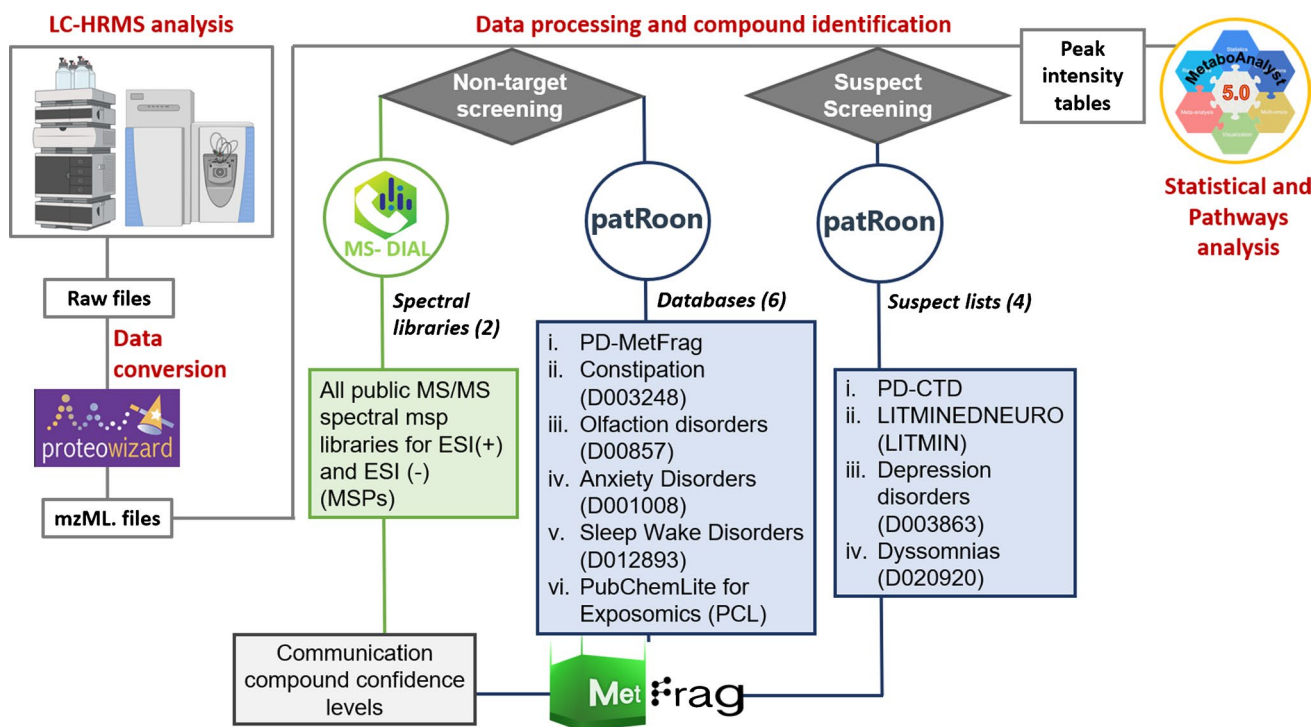 LC-HRMS analysis
Data processing and compound identification
Non-target
screening
Suspect
Screening
Peak
intensity
tables
Statistics
MetaboAnalyst
5.0
Meta-analysis
Visualization
Statistical and
Pathways
analysis
MS- DIAL
patRoon
patRoon
Raw files
Data
conversion
proteowizard
mzML. files
Spectral
libraries (2)
Databases (6)
Suspect lists (4)
All public MS/MS
spectral msp
libraries for ESI(+)
and ESI (-)
(MSPs)
i. PD-MetFrag
ii. Constipation
(D003248)
iii. Olfaction disorders
(D00857)
iv. Anxiety Disorders
(D001008)
v. Sleep Wake Disorders
(D012893)
vi. PubChemLite for
Exposomics (PCL)
i. PD-CTD
ii. LITMINEDNEURO
(LITMIN)
iii. Depression
disorders
(D003863)
iv. Dyssomnias
(D020920)
Communication
compound confidence
levels
MetFrag